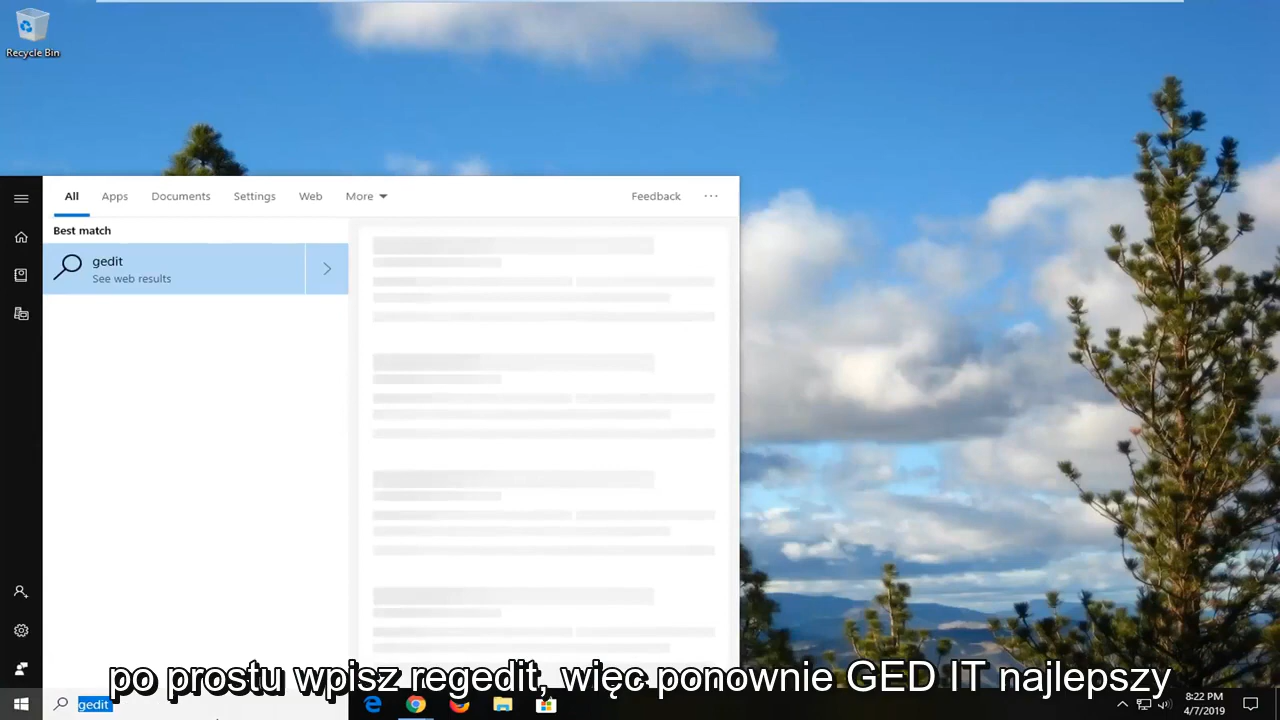 Recycle Bin
All Apps Documents Settings Web More Feedback ...
Best match
gedit
See web results
po prostu wpisz regedit, więc ponownie GED IT najlepszy
gedit
8:22 PM
4/7/2019